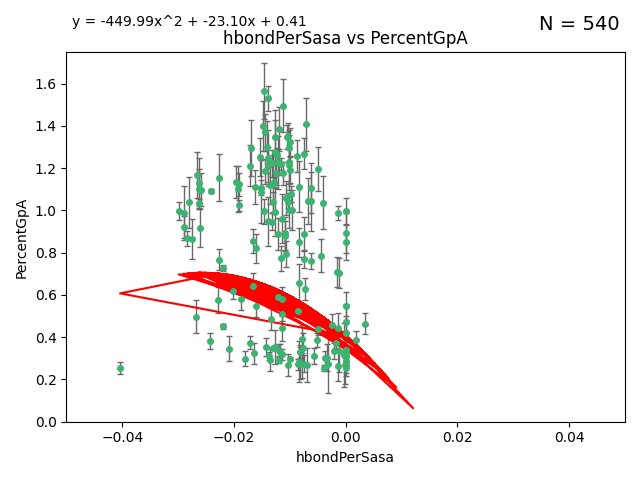 y = -449.99x^2 + -23.10x + 0.41
N = 540
hbondPerSasa vs PercentGpA
1.6
1.4
1.2
1.0
0.8
0.6
0.4
0.2
0.0
PercentGpA
−0.04 −0.02 0.00 0.02 0.04
hbondPerSasa